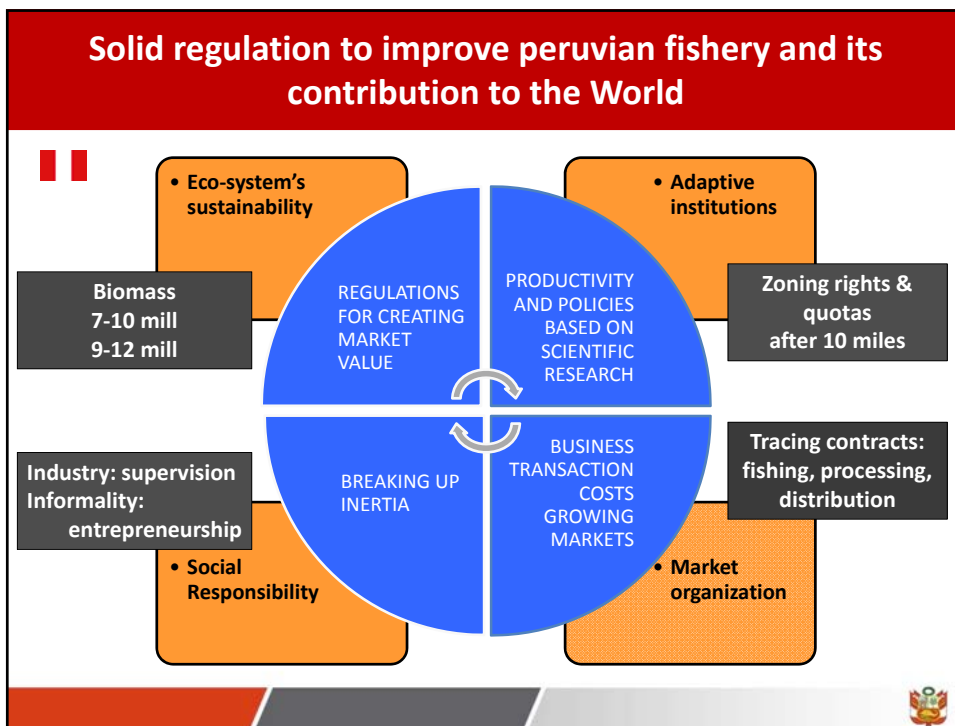 Solid regulation to improve peruvian fishery and its
contribution to the World
• Eco-system's
sustainability
• Adaptive
institutions
Biomass
7-10 mill
9-12 mill
REGULATIONS
FOR CREATING
MARKET
VALUE
PRODUCTIVITY
AND POLICIES
BASED ON
SCIENTIFIC
RESEARCH
Zoning rights &
quotas
after 10 miles
Industry: supervision
Informality:
entrepreneurship
BREAKING UP
INERTIA
BUSINESS
TRANSACTION
COSTS
GROWING
MARKETS
Tracing contracts:
fishing, processing,
distribution
• Social
Responsibility
• Market
organization